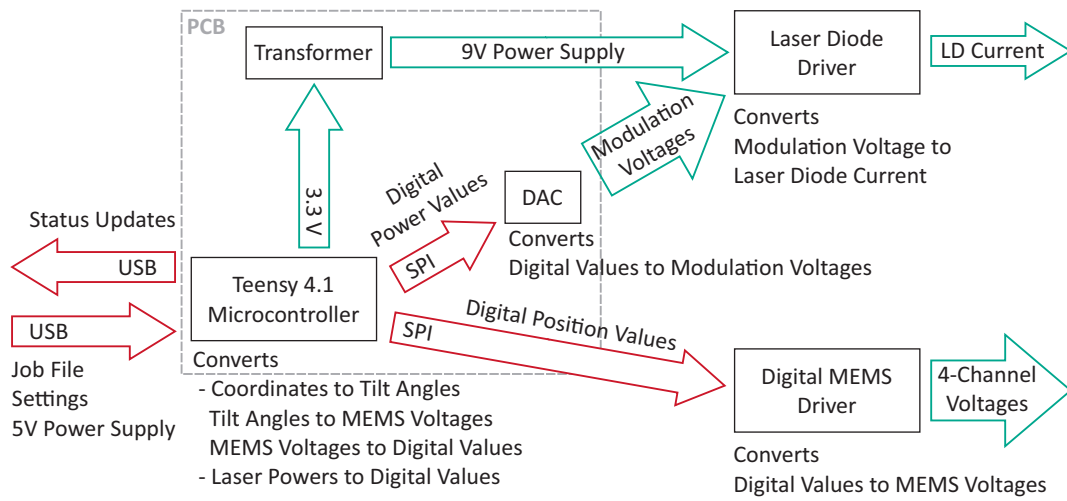 PCB
Transformer
9V Power Supply
Laser Diode
Driver
LD Current
Converts
Modulation Voltage to
Laser Diode Current
Modulation
Voltages
3.3 V
Digital
Power Values
SPI
DAC
Converts
Digital Values to Modulation Voltages
Status Updates
USB
USB
Job File
Settings
5V Power Supply
Teensy 4.1
Microcontroller
Converts
- Coordinates to Tilt Angles
Tilt Angles to MEMS Voltages
MEMS Voltages to Digital Values
- Laser Powers to Digital Values
Digital Position Values
SPI
Digital MEMS
Driver
4-Channel
Voltages
Converts
Digital Values to MEMS Voltages